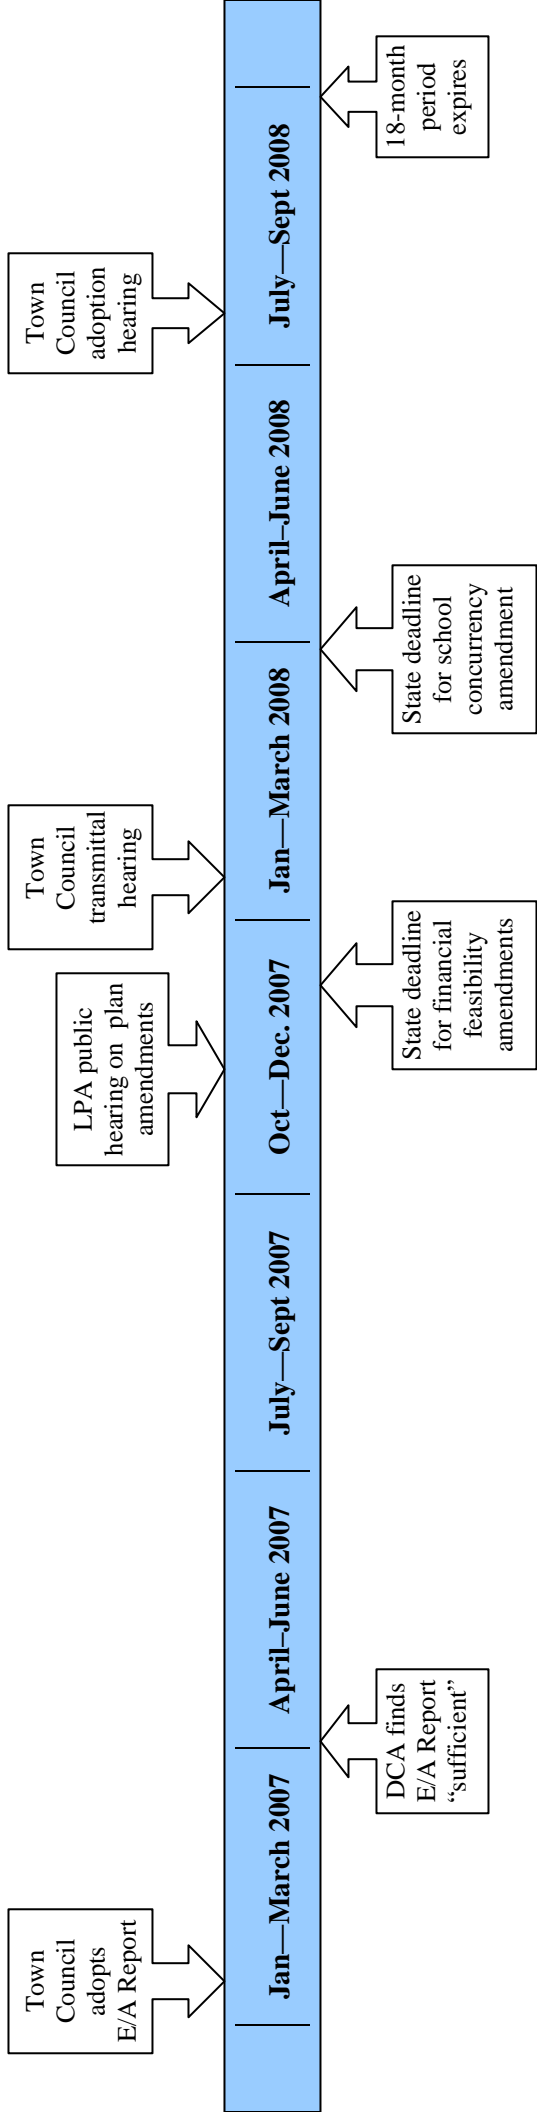 Town
Council
adopts
E/A Report
LPA public
hearing on plan
amendments
Town
Council
transmittal
hearing
Town
Council
adoption
hearing
Jan—March 2007
April–June 2007
July—Sept 2007
Oct—Dec. 2007
Jan—March 2008
April–June 2008
July—Sept 2008
DCA finds
E/A Report
“sufficient”
State deadline
for financial
feasibility
amendments
State deadline
for school
concurrency
amendment
18-month
period
expires